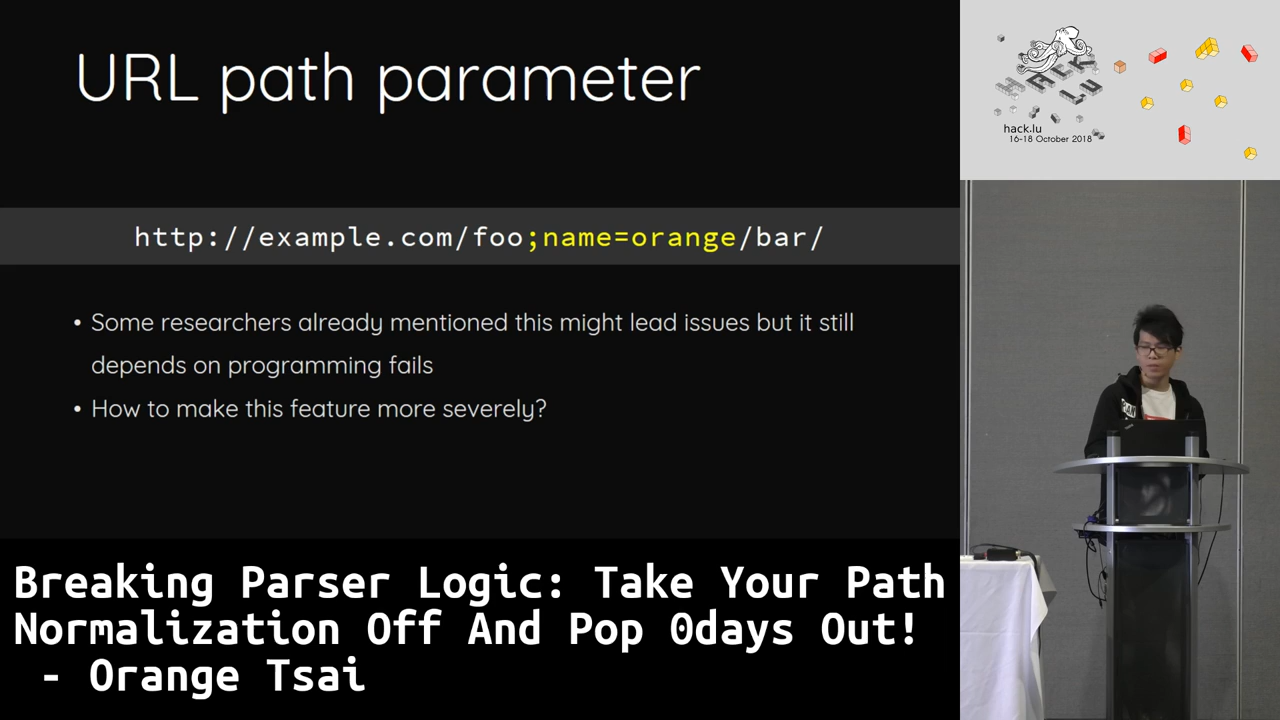 URL path parameter
http://example.com/foo;name=orange/bar/
• Some researchers already mentioned this might lead issues but it still
depends on programming fails
• How to make this feature more severely?
HACK
LU
hack.lu
16-18 October 2018
Breaking Parser Logic: Take Your Path
Normalization Off And Pop 0days Out!
- Orange Tsai